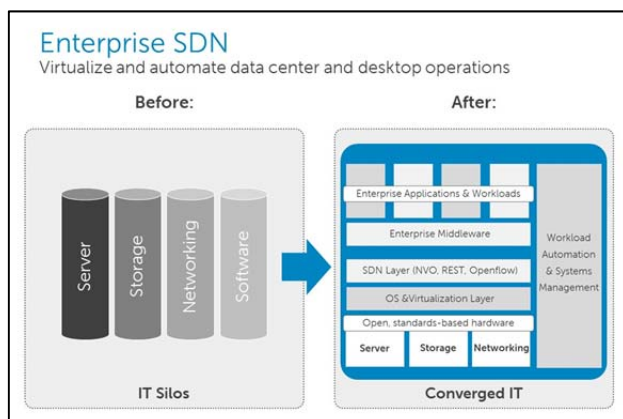 Enterprise SDN
Virtualize and automate data center and desktop operations
Before:
Server
Storage
Networking
Software
IT Silos
After:
Enterprise Applications & Workloads
Enterprise Middleware
SDN Layer (NVO, REST, Openflow)
OS &Virtualization Layer
Open, standards-based hardware
Server Storage Networking
Workload
Automation
& Systems
Management
Converged IT